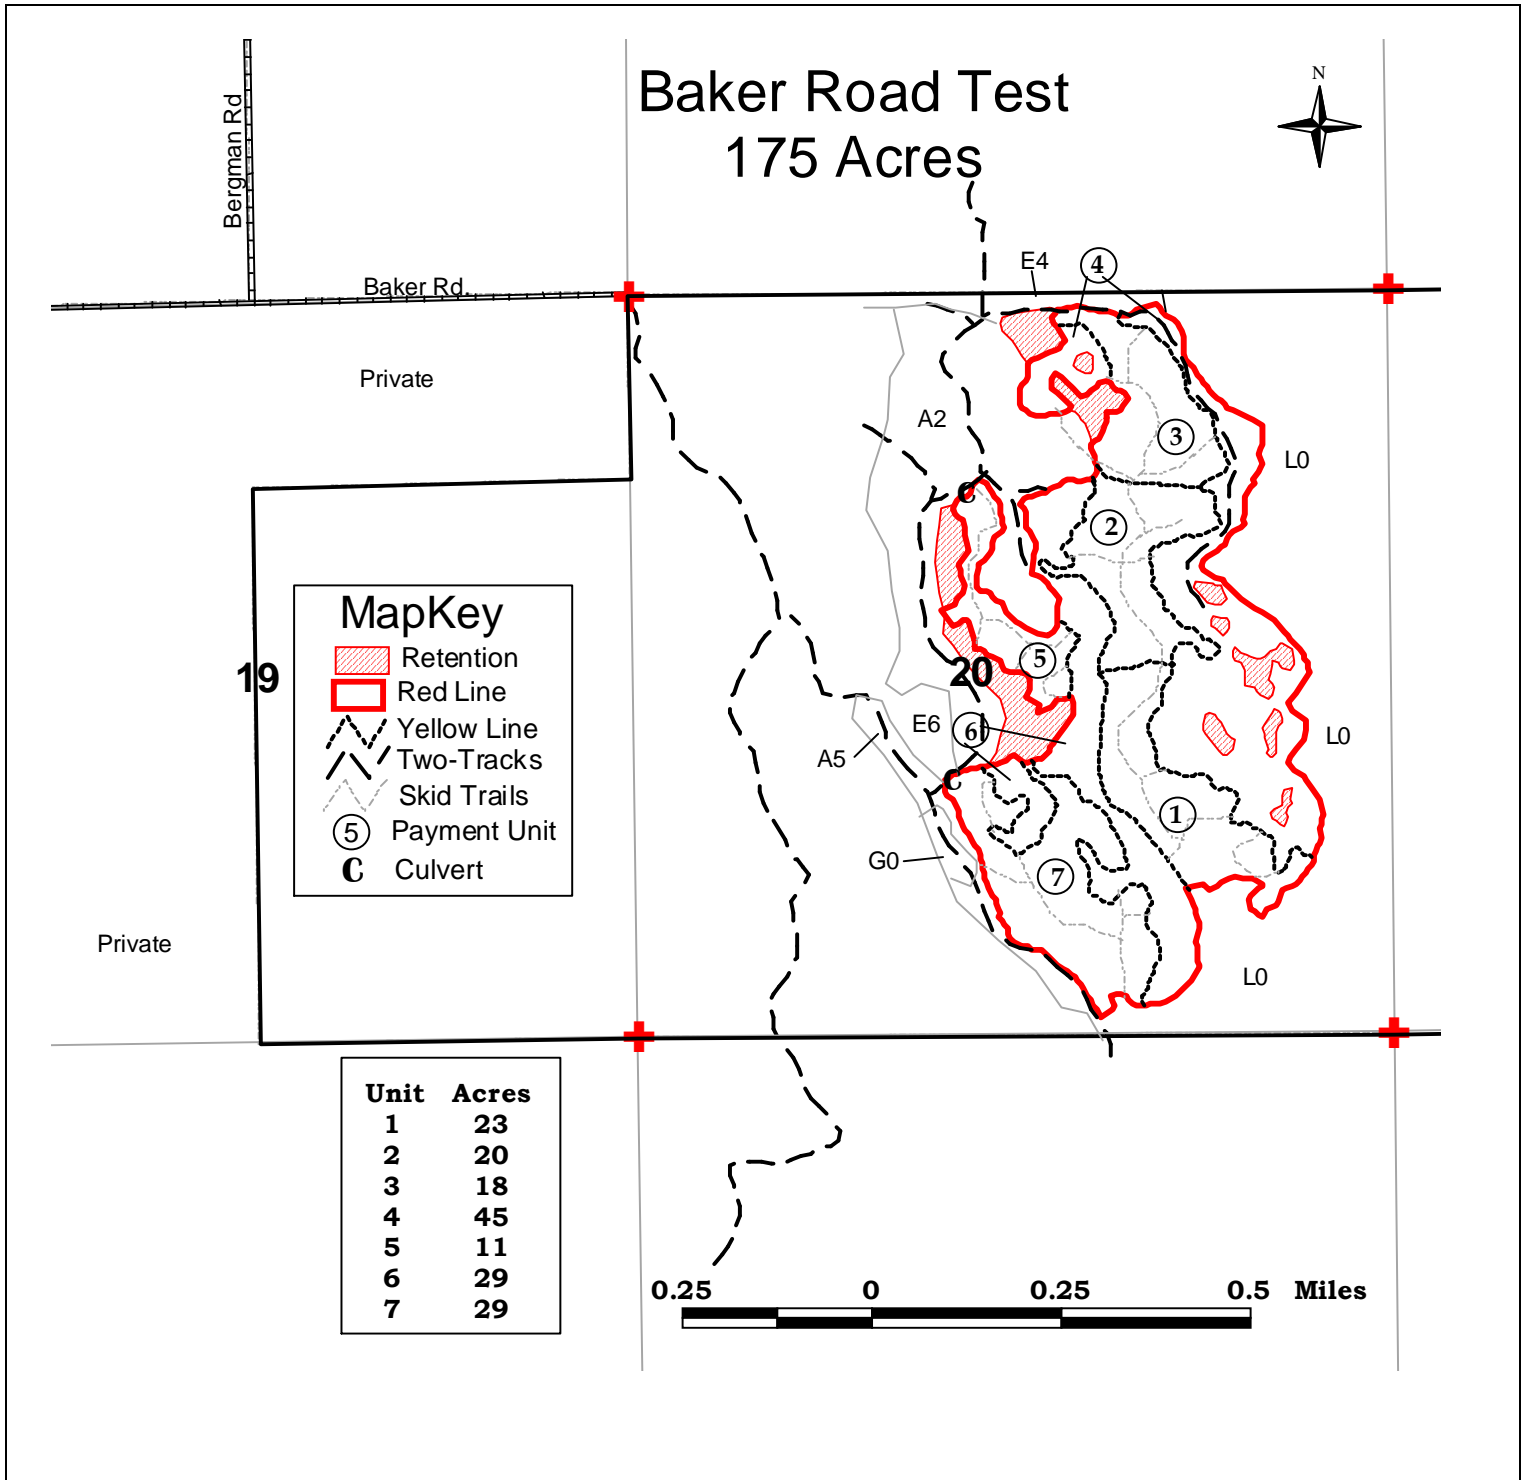 Baker Road Test
175 Acres
N
Bergman Rd
Baker Rd.
E4
4
Private
A2
3
L0
C
2
MapKey
Retention
Red Line
Yellow Line
Two-Tracks
Skid Trails
5 Payment Unit
C Culvert
19
5
20
E6
6
L0
A5
C
1
G0
7
Private
L0
Unit Acres
1 23
2 20
3 18
4 45
5 11
6 29
7 29
0.25 0 0.25 0.5 Miles